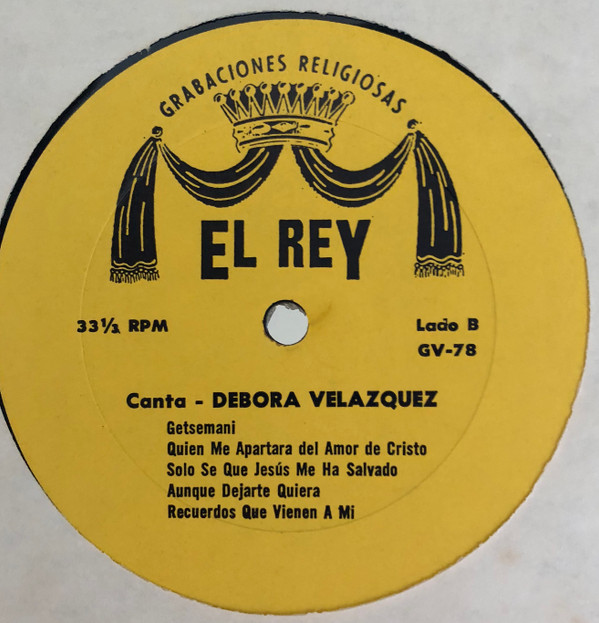 GRABACIONES RELIGIOSAS
EL REY
33⅓ RPM
Lado B
GV-78
Canta - DEBORA VELAZQUEZ
Getsemani
Quien Me Apartara del Amor de Cristo
Solo Se Que Jesús Me Ha Salvado
Aunque Dejarte Quiera
Recuerdos Que Vienen A Mi